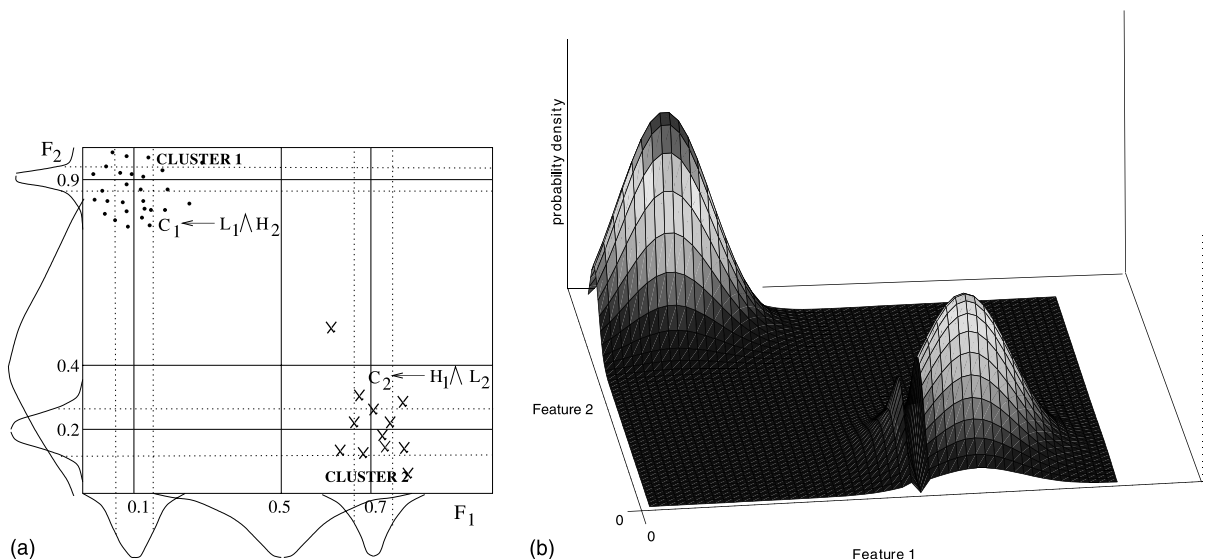 F2
CLUSTER 1
0.9
C1 ← L1 ⋀ H2
0.4
C2 ← H1 ⋀ L2
0.2
CLUSTER 2
0.1 0.5 0.7
F1
(a)
probability density
Feature 2
0
0
Feature 1
(b)